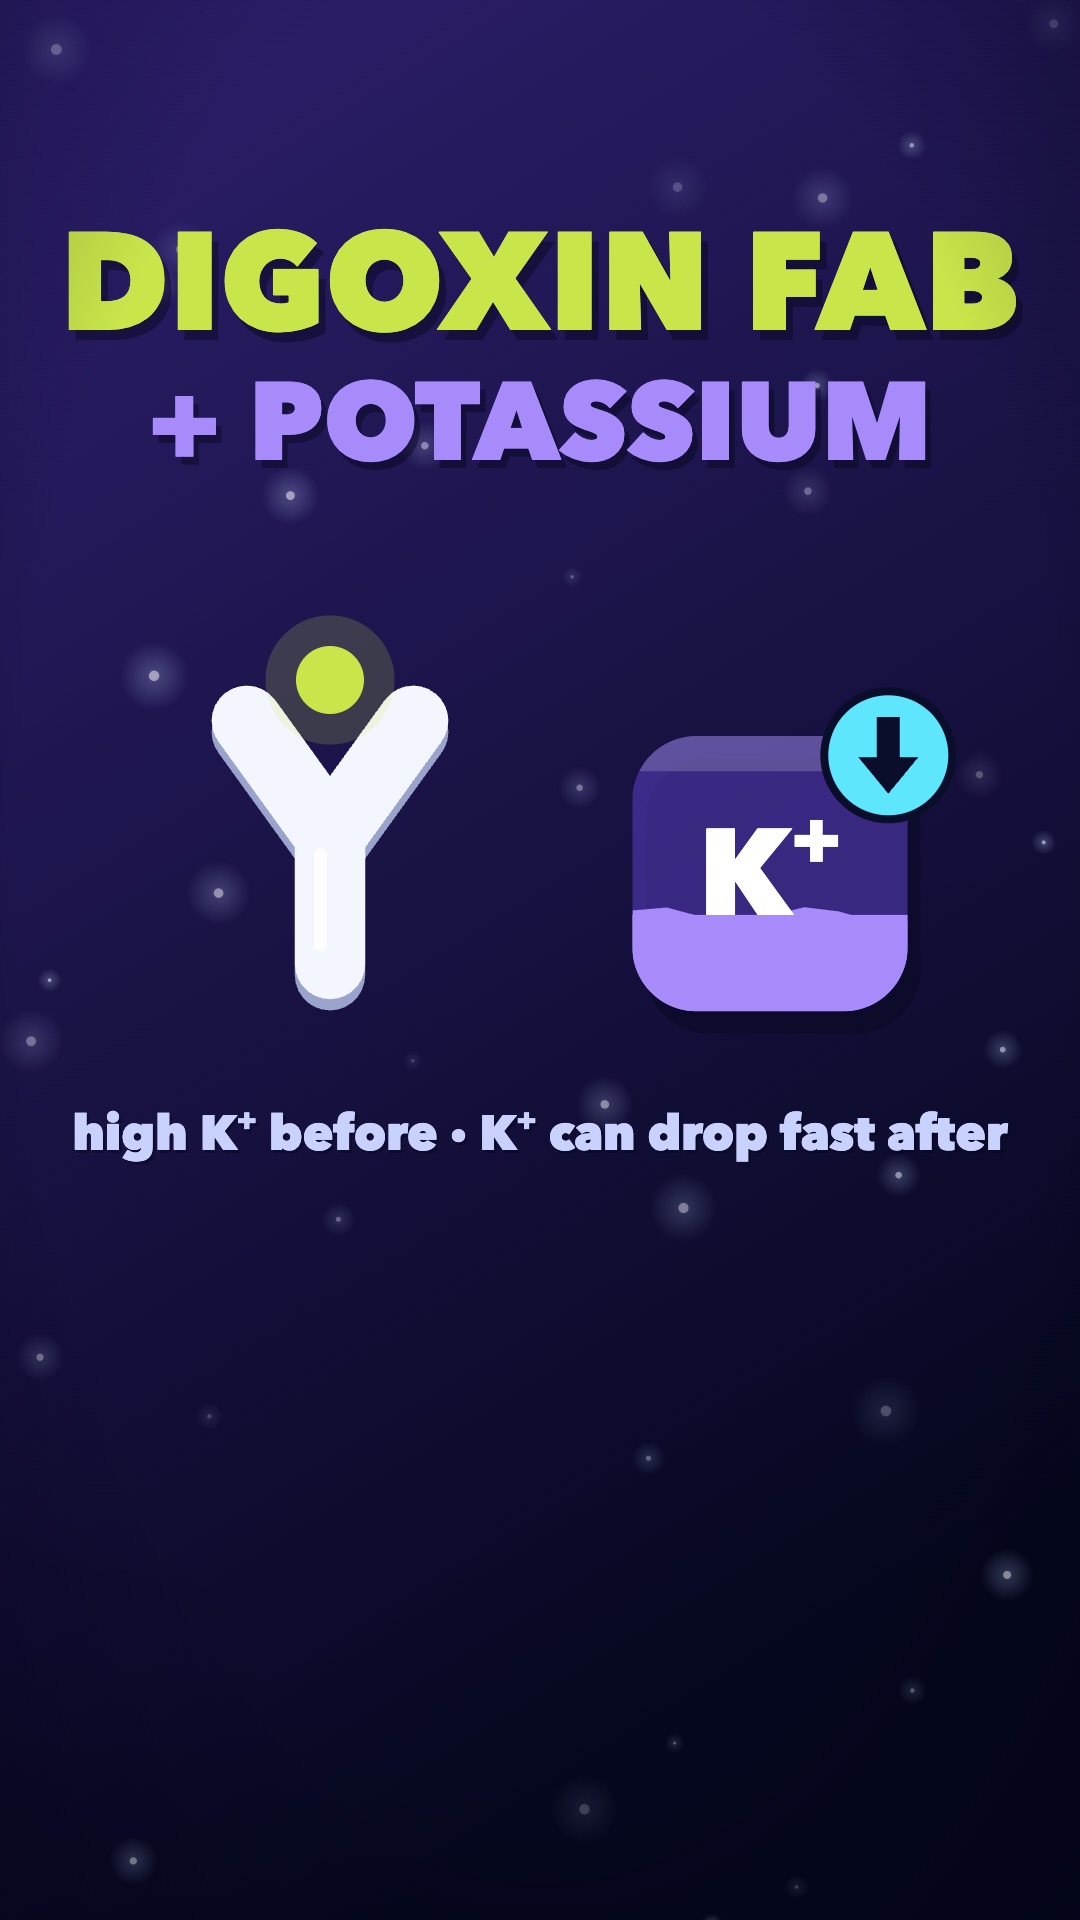 DIGOXIN FAB
+ POTASSIUM
K⁺
high K⁺ before • K⁺ can drop fast after